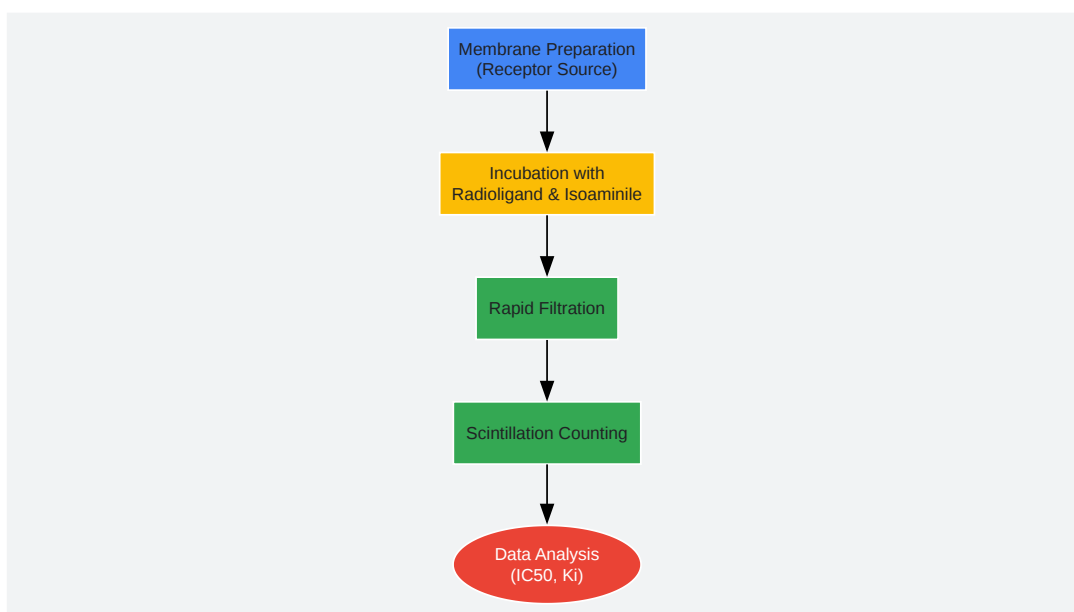 Membrane Preparation
(Receptor Source)
Incubation with
Radioligand & Isoaminile
Rapid Filtration
Scintillation Counting
Data Analysis
(IC50, Ki)